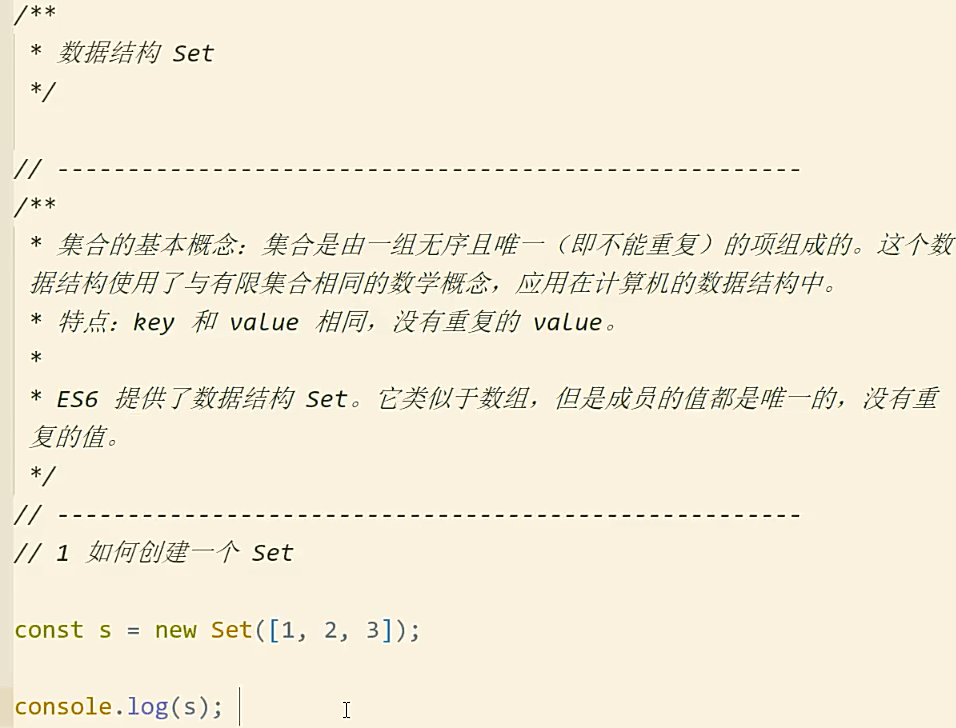 /**
 * 数据结构 Set
 */
// -----------------------------------------------------
/**
 * 集合的基本概念：集合是由一组无序且唯一（即不能重复）的项组成的。这个数
据结构使用了与有限集合相同的数学概念，应用在计算机的数据结构中。
 * 特点：key 和 value 相同，没有重复的 value。
 *
 * ES6 提供了数据结构 Set。它类似于数组，但是成员的值都是唯一的，没有重
复的值。
 */
// -----------------------------------------------------
// 1 如何创建一个 Set
const s = new Set([1, 2, 3]);
console.log(s);